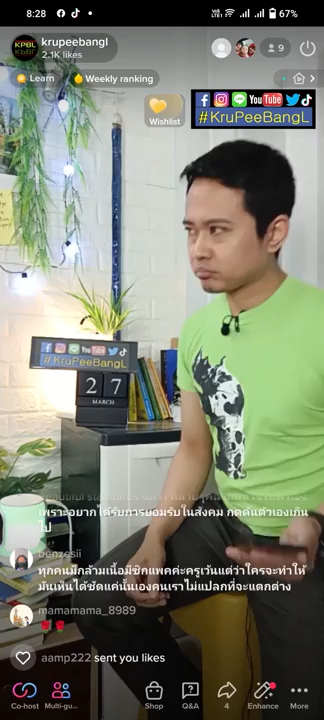 8:28
67%
krupeebangl
2.1K likes
9
Learn
Weekly ranking
Wishlist
YouTube
#KruPeeBangL
YouTube
#KruPeeBangL
27
MARCH
เพราะอยากได้รับการยอมรับในสังคม กดดันตัวเองเกิน
ไป
benzesii
ทุกคนมีกล้ามเนื้อมีซิกแพคค่ะครูเว้นแต่ว่าใครจะทำให้
มันเห็นได้ชัดแค่นั้นเองคนเราไม่แปลกที่จะแตกต่าง
mamamama_8989
🌹🌹
aamp222 sent you likes
Co-host
Multi-gu...
Shop
Q&A
4
Enhance
More